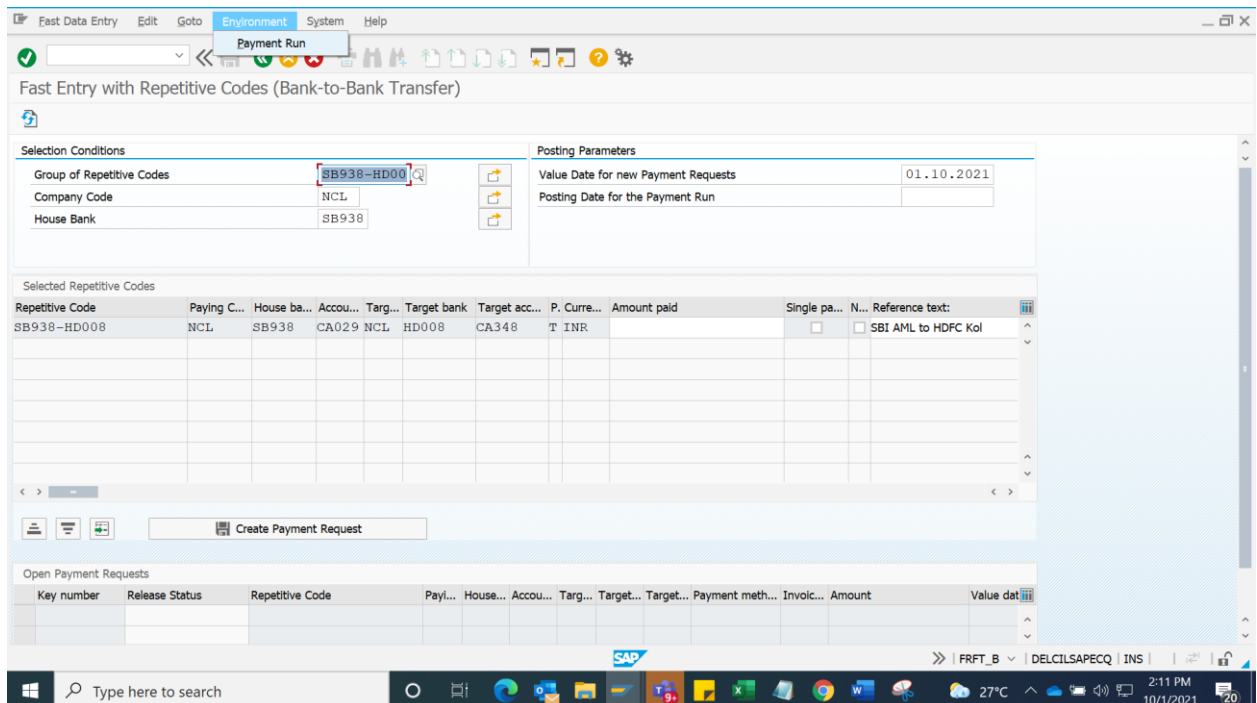 Fast Data Entry Edit Goto Environment System Help
Payment Run
Fast Entry with Repetitive Codes (Bank-to-Bank Transfer)
Selection Conditions
Posting Parameters
Group of Repetitive Codes SB938-HD00
Value Date for new Payment Requests 01.10.2021
Company Code NCL
Posting Date for the Payment Run
House Bank SB938
Selected Repetitive Codes
Repetitive Code Paying C... House ba... Accou... Targ... Target bank Target acc... P. Curre... Amount paid Single pa... N... Reference text:
SB938-HD008 NCL SB938 CA029 NCL HD008 CA348 T INR SBI AML to HDFC Kol
Create Payment Request
Open Payment Requests
Key number Release Status Repetitive Code Payi... House... Accou... Targ... Target... Target... Payment meth... Invoic... Amount Value dat
SAP FRFT_B DELCILSAPECQ INS
Type here to search 9+ 27°C 2:11 PM
10/1/2021 20